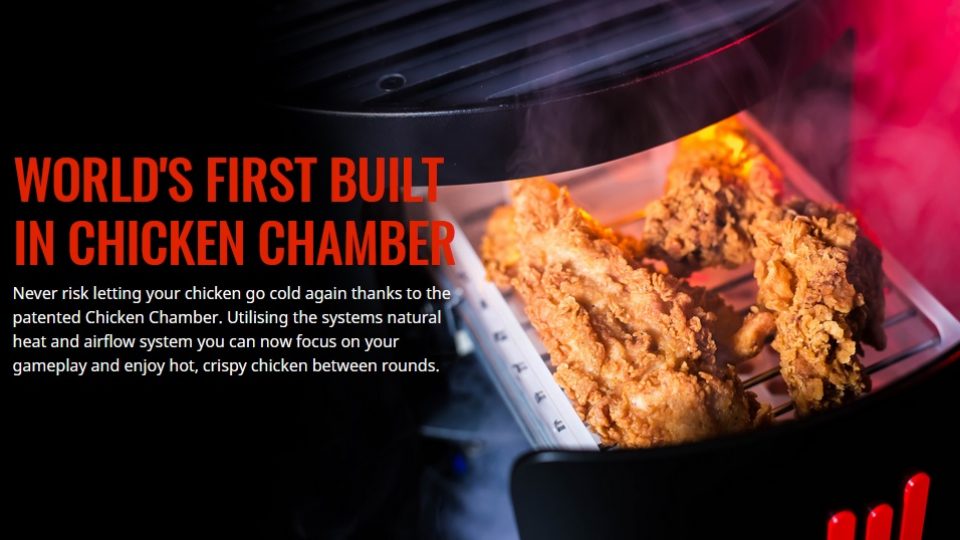 WORLD'S FIRST BUILT
IN CHICKEN CHAMBER
Never risk letting your chicken go cold again thanks to the
patented Chicken Chamber. Utilising the systems natural
heat and airflow system you can now focus on your
gameplay and enjoy hot, crispy chicken between rounds.